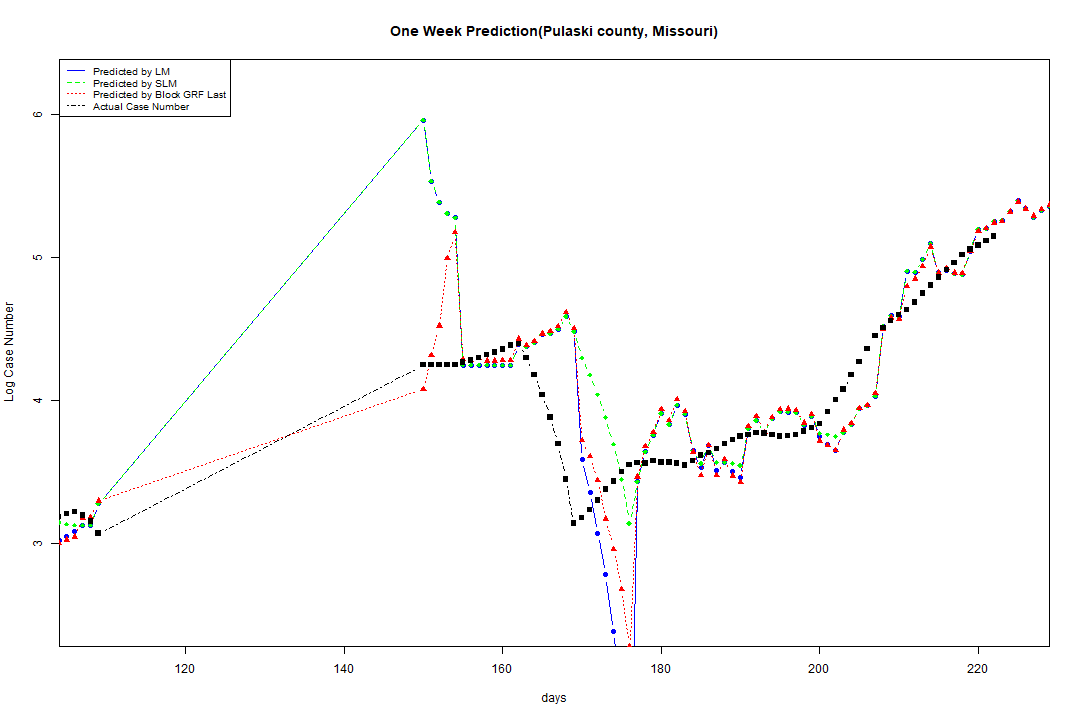 One Week Prediction(Pulaski county, Missouri)
Predicted by LM
Predicted by SLM
Predicted by Block GRF Last
Actual Case Number
6
5
4
3
Log Case Number
120
140
160
180
200
220
days